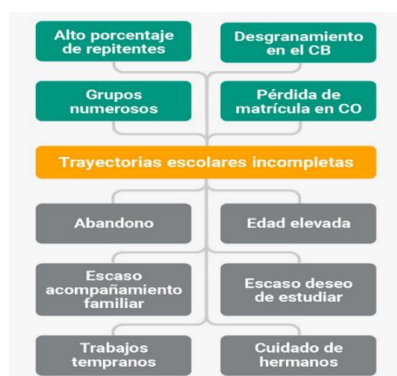 Alto porcentaje
de repitentes
Desgranamiento
en el CB
Grupos
numerosos
Pérdida de
matrícula en CO
Trayectorias escolares incompletas
Abandono
Edad elevada
Escaso
acompañamiento
familiar
Escaso deseo
de estudiar
Trabajos
tempranos
Cuidado de
hermanos